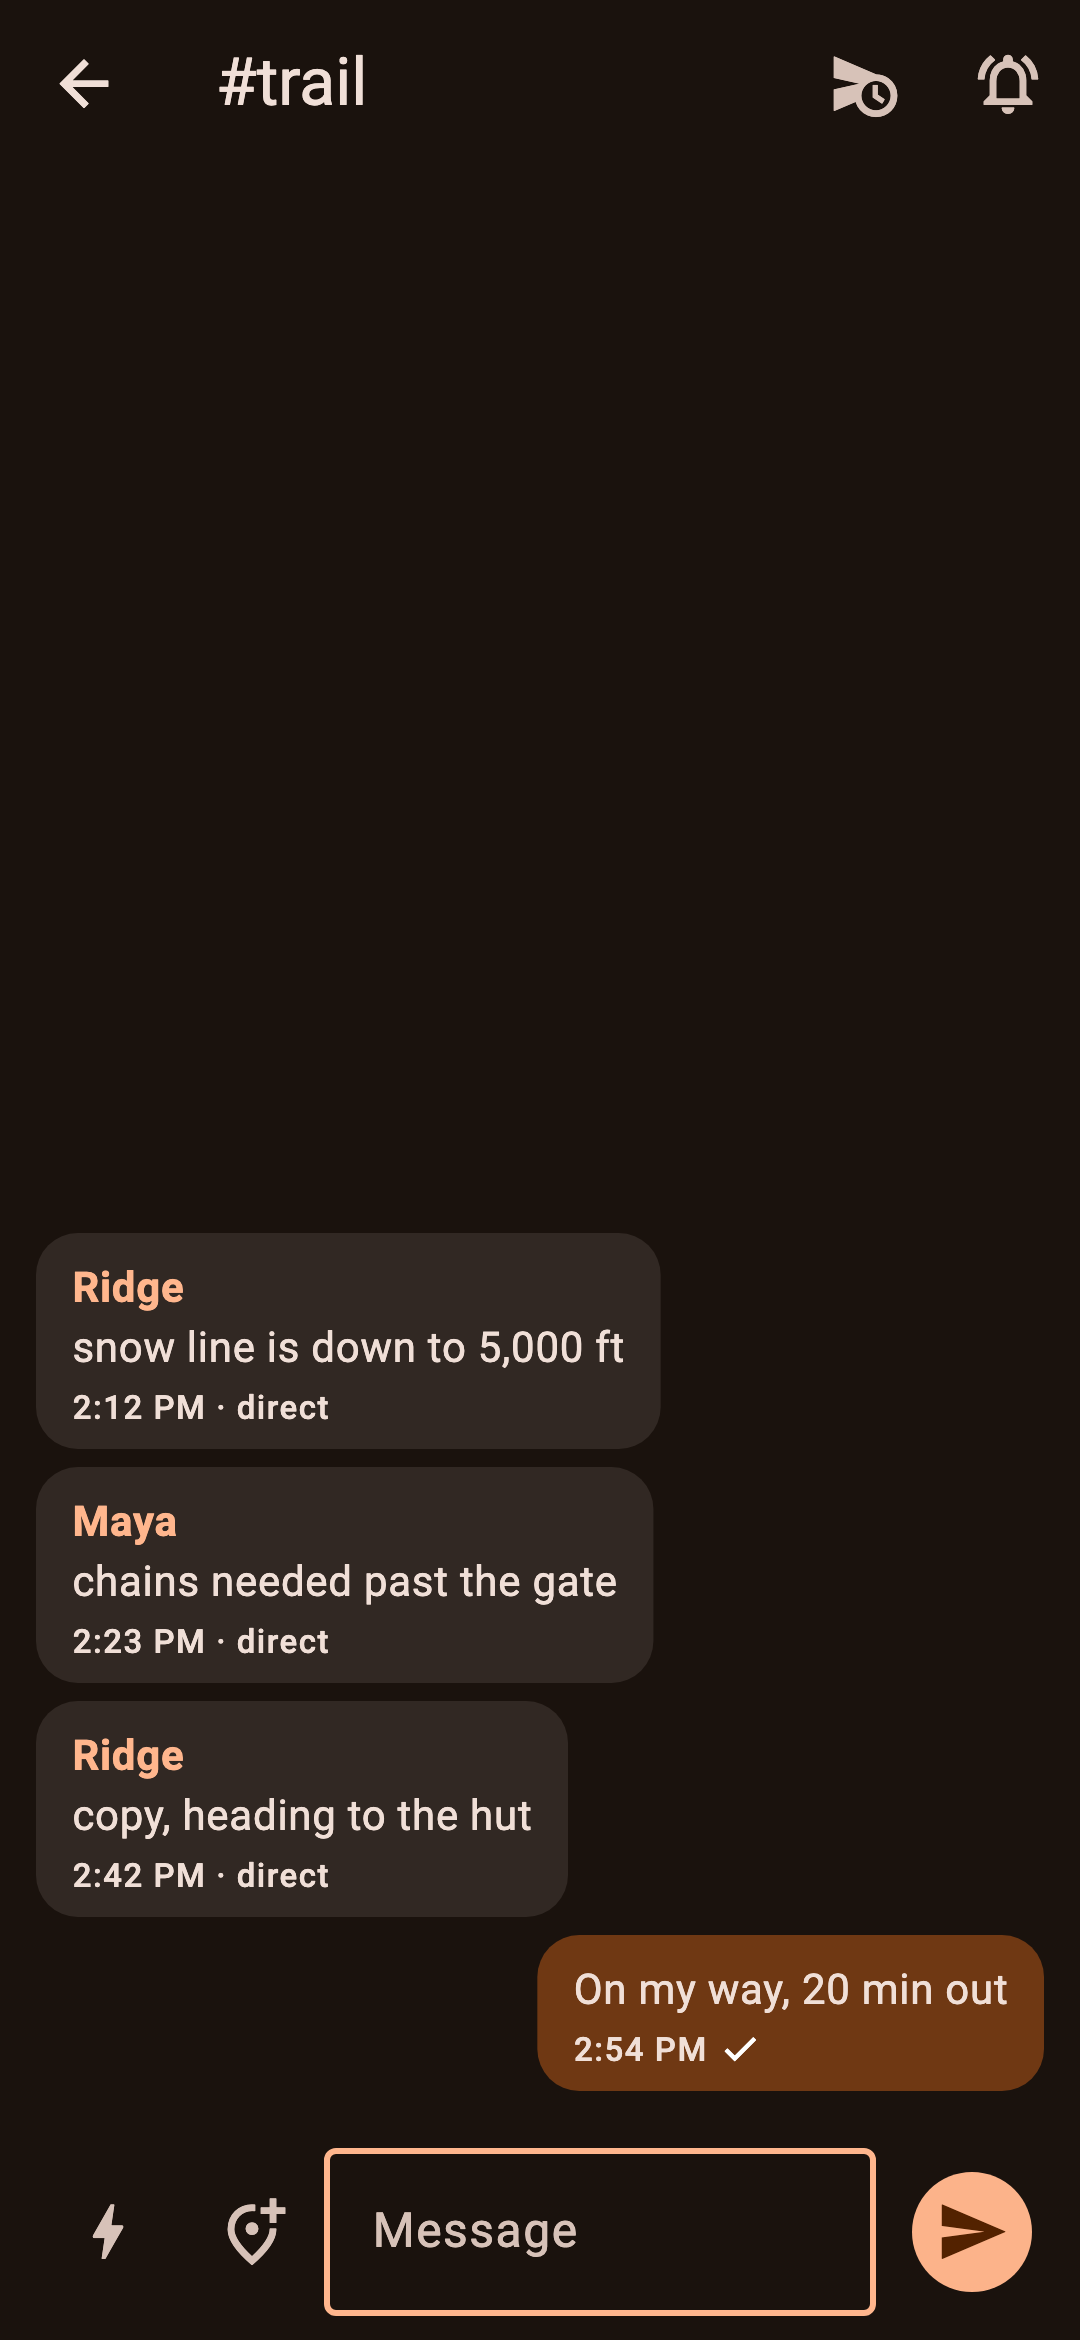 #trail
Ridge
snow line is down to 5,000 ft
2:12 PM · direct
Maya
chains needed past the gate
2:23 PM · direct
Ridge
copy, heading to the hut
2:42 PM · direct
On my way, 20 min out
2:54 PM
Message